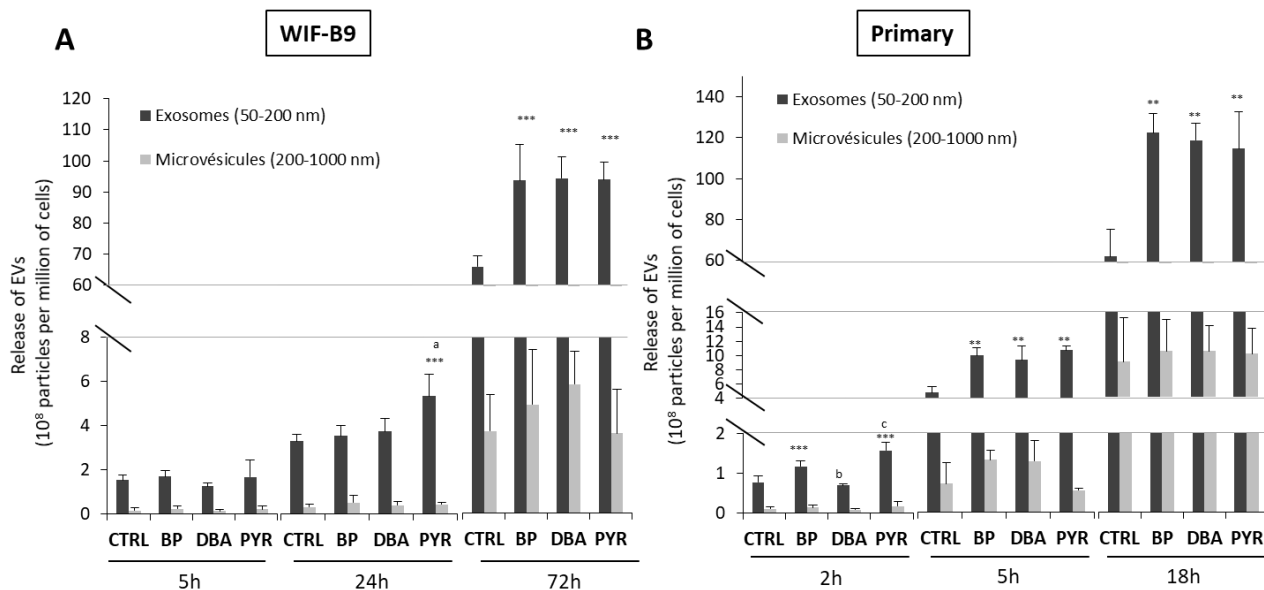 A
WIF-B9
Release of EVs
(10⁸ particles per million of cells)
120
110
100
90
80
70
60
8
6
4
2
0
Exosomes (50-200 nm)
Microvésicules (200-1000 nm)
***
***
***
a
***
CTRL BP DBA PYR CTRL BP DBA PYR CTRL BP DBA PYR
5h 24h 72h
B
Primary
Release of EVs
(10⁸ particles per million of cells)
140
120
100
80
60
16
14
12
10
8
6
4
2
1
0
Exosomes (50-200 nm)
Microvésicules (200-1000 nm)
**
**
**
**
**
**
***
b
c
***
CTRL BP DBA PYR CTRL BP DBA PYR CTRL BP DBA PYR
2h 5h 18h